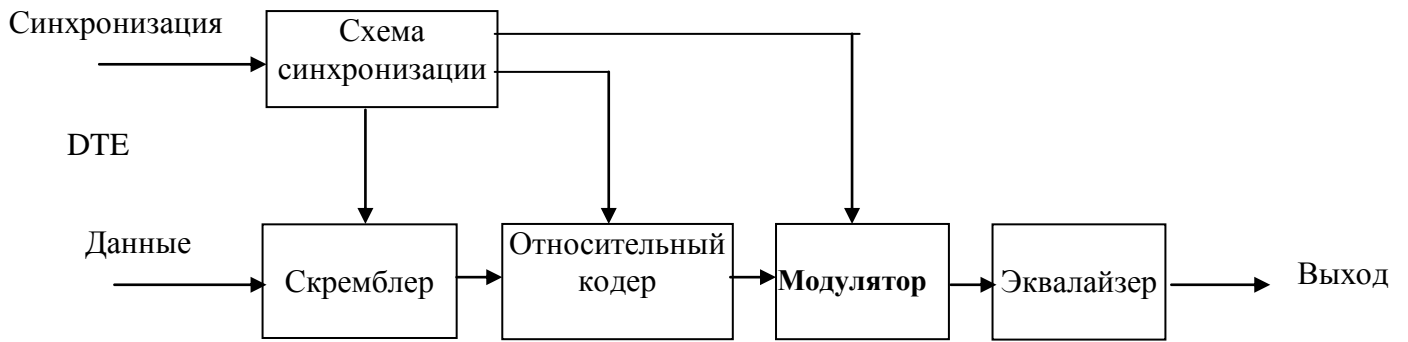 Синхронизация
Схема
синхронизации
DTE
Данные
Скремблер
Относительный
кодер
Модулятор
Эквалайзер
Выход